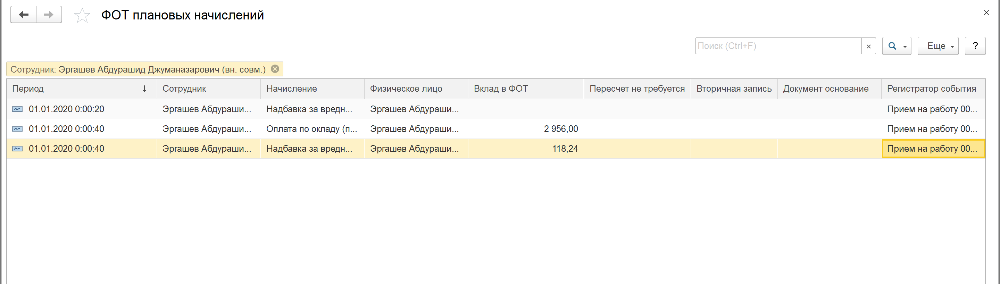 ФОТ плановых начислений
Поиск (Ctrl+F) × Еще ?
Сотрудник: Эргашев Абдурашид Джуманазарович (вн. совм.)
Период ↓ Сотрудник Начисление Физическое лицо Вклад в ФОТ Пересчет не требуется Вторичная запись Документ основание Регистратор события
01.01.2020 0:00:20 Эргашев Абдураши... Надбавка за вредн... Эргашев Абдураши... Прием на работу 00...
01.01.2020 0:00:40 Эргашев Абдураши... Оплата по окладу (п... Эргашев Абдураши... 2 956,00 Прием на работу 00...
01.01.2020 0:00:40 Эргашев Абдураши... Надбавка за вредн... Эргашев Абдураши... 118,24 Прием на работу 00...